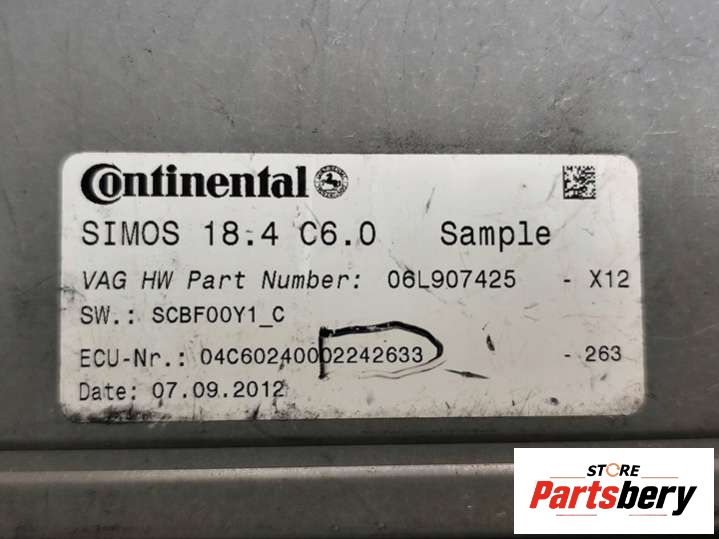 Continental
SIMOS 18.4 C6.0 Sample
VAG HW Part Number: 06L907425 - X12
SW.: SCBF00Y1_C
ECU-Nr.: 04C60240002242633 - 263
Date: 07.09.2012
STORE
Partsbery